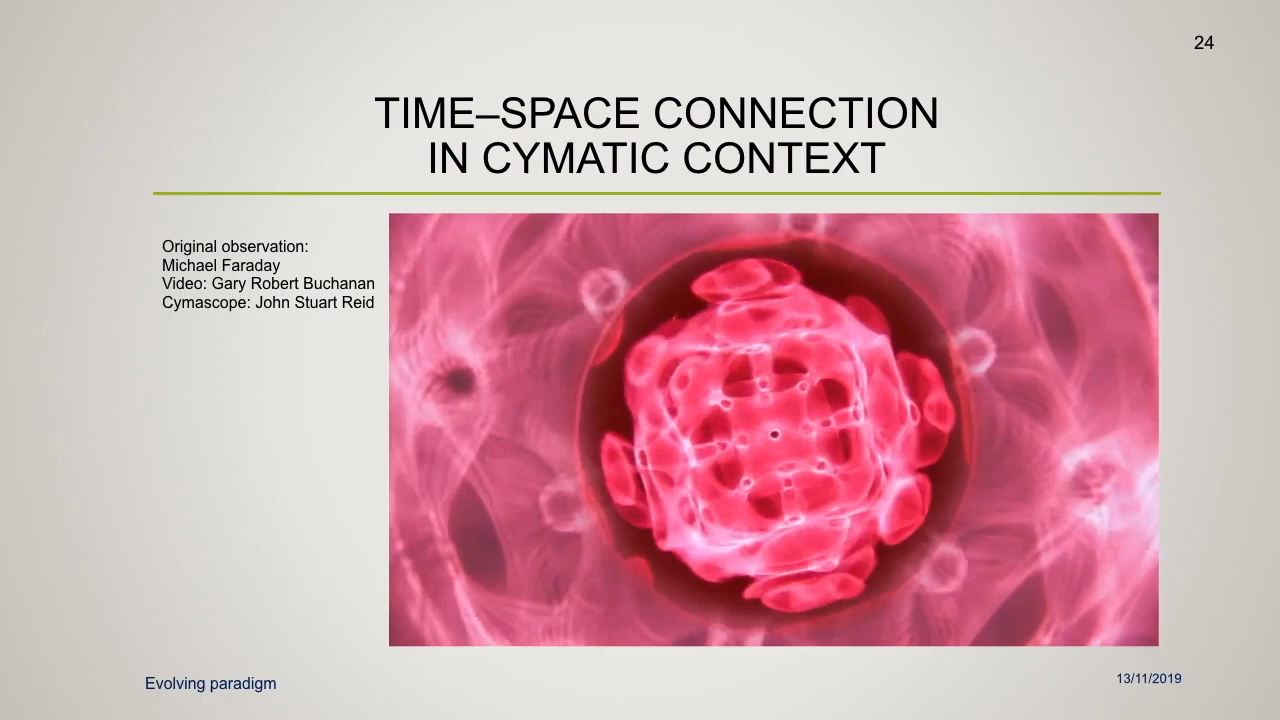 24
TIME–SPACE CONNECTION
IN CYMATIC CONTEXT
Original observation:
Michael Faraday
Video: Gary Robert Buchanan
Cymascope: John Stuart Reid
Evolving paradigm
13/11/2019